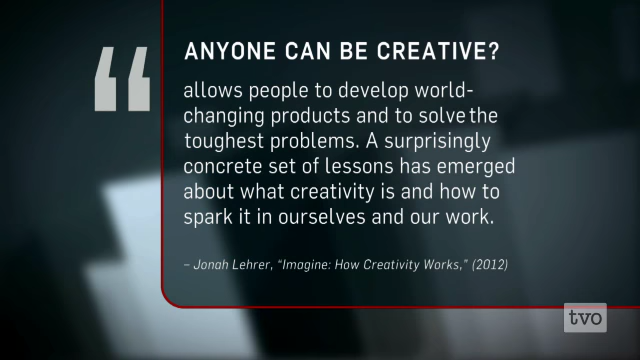 ANYONE CAN BE CREATIVE?
allows people to develop world-
changing products and to solve the
toughest problems. A surprisingly
concrete set of lessons has emerged
about what creativity is and how to
spark it in ourselves and our work.
– Jonah Lehrer, “Imagine: How Creativity Works,” (2012)
tvo